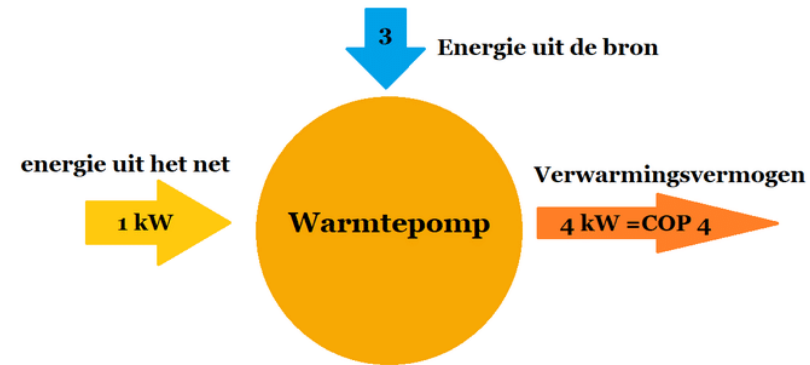 3
Energie uit de bron
energie uit het net
1 kW
Warmtepomp
Verwarmingsvermogen
4 kW =COP 4